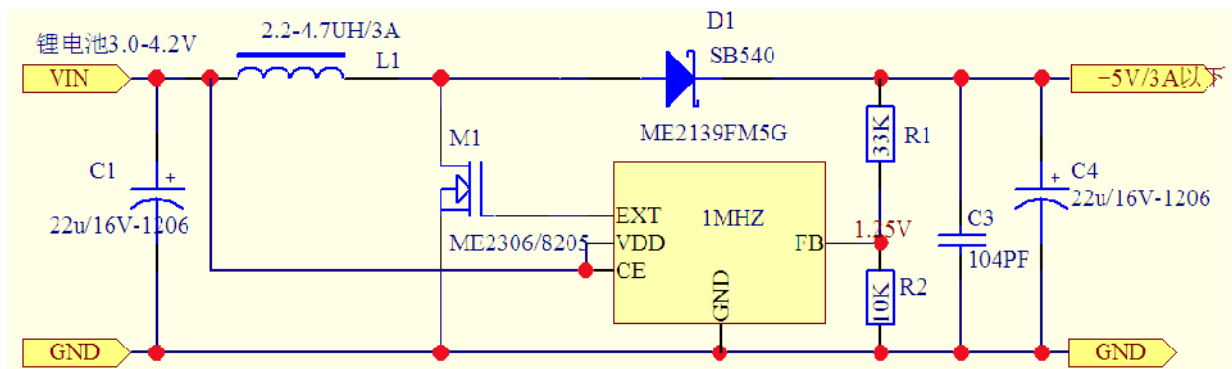 D1
2.2-4.7UH/3A
SB540
锂电池3.0-4.2V
L1
VIN
-5V/3A以下
ME2139FM5G
M1
33K
R1
C1
C4
22u/16V-1206
22u/16V-1206
EXT
1MHZ
C3
1.25V
ME2306/8205
VDD
FB
CE
104PF
GND
10K
R2
GND
GND